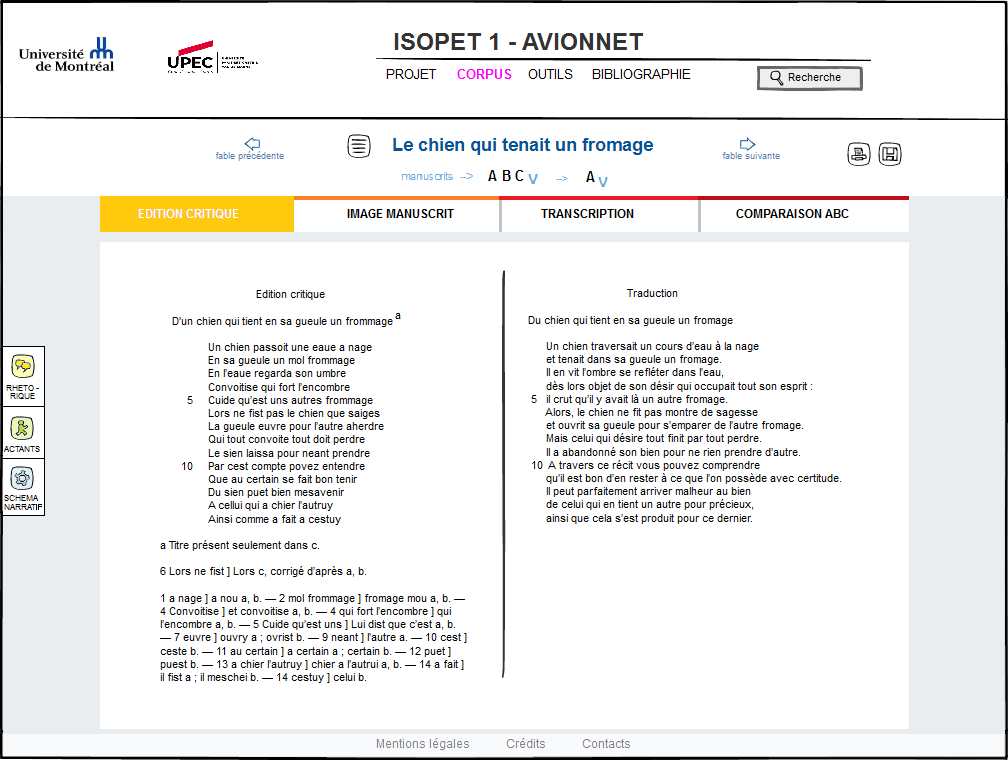 Université
de Montréal
UPEC
ISOPET 1 - AVIONNET
PROJET CORPUS OUTILS BIBLIOGRAPHIE
Recherche
fable précédente
Le chien qui tenait un fromage
fable suivante
manuscrits --> A B C V --> A V
EDITION CRITIQUE
IMAGE MANUSCRIT
TRANSCRIPTION
COMPARAISON ABC
RHETO -
RIQUE
ACTANTS
SCHEMA
NARRATIF
Edition critique
D'un chien qui tient en sa gueule un frommage a
Un chien passoit une eaue a nage
En sa gueule un mol frommage
En l'eaue regarda son umbre
Convoitise qui fort l'encombre
5 Cuide qu'est uns autres frommage
Lors ne fist pas le chien que saiges
La gueule euvre pour l'autre aherdre
Qui tout convoite tout doit perdre
Le sien laissa pour neant prendre
10 Par cest compte povez entendre
Que au certain se fait bon tenir
Du sien puet bien mesavenir
A cellui qui a chier l'autruy
Ainsi comme a fait a cestuy
a Titre présent seulement dans c.
6 Lors ne fist ] Lors c, corrigé d'après a, b.
1 a nage ] a nou a, b. — 2 mol frommage ] fromage mou a, b. —
4 Convoitise ] et convoitise a, b. — 4 qui fort l'encombre ] qui
l'encombre a, b. — 5 Cuide qu'est uns ] Lui dist que c'est a, b.
— 7 euvre ] ouvry a ; ovrist b. — 9 neant ] l'autre a. — 10 cest ]
ceste b. — 11 au certain ] a certain a ; certain b. — 12 puet ]
puest b. — 13 a chier l'autruy ] chier a l'autrui a, b. — 14 a fait ]
il fist a ; il meschei b. — 14 cestuy ] celui b.
Traduction
Du chien qui tient en sa gueule un fromage
Un chien traversait un cours d'eau à la nage
et tenait dans sa gueule un fromage.
Il en vit l'ombre se refléter dans l'eau,
dès lors objet de son désir qui occupait tout son esprit :
5 il crut qu'il y avait là un autre fromage.
Alors, le chien ne fit pas montre de sagesse
et ouvrit sa gueule pour s'emparer de l'autre fromage.
Mais celui qui désire tout finit par tout perdre.
Il a abandonné son bien pour ne rien prendre d'autre.
10 A travers ce récit vous pouvez comprendre
qu'il est bon d'en rester à ce que l'on possède avec certitude.
Il peut parfaitement arriver malheur au bien
de celui qui en tient un autre pour précieux,
ainsi que cela s'est produit pour ce dernier.
Mentions légales Crédits Contacts